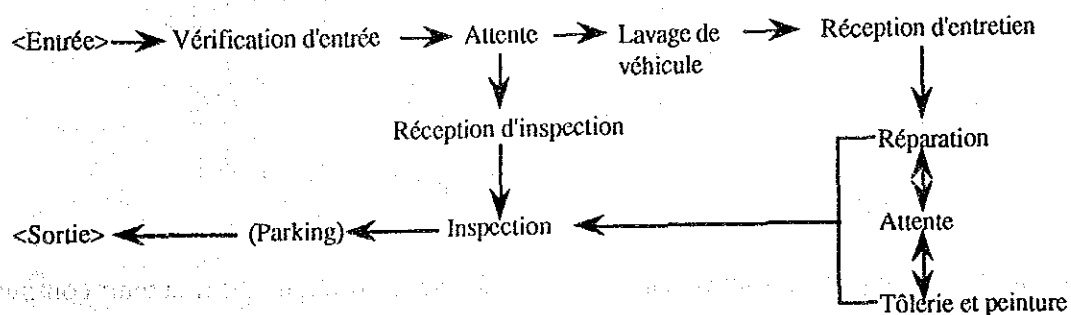 <Entrée> Vérification d'entrée Attente Lavage de véhicule Réception d'entretien
Réception d'inspection
Réparation
<Sortie> (Parking) Inspection Attente
Tôlerie et peinture